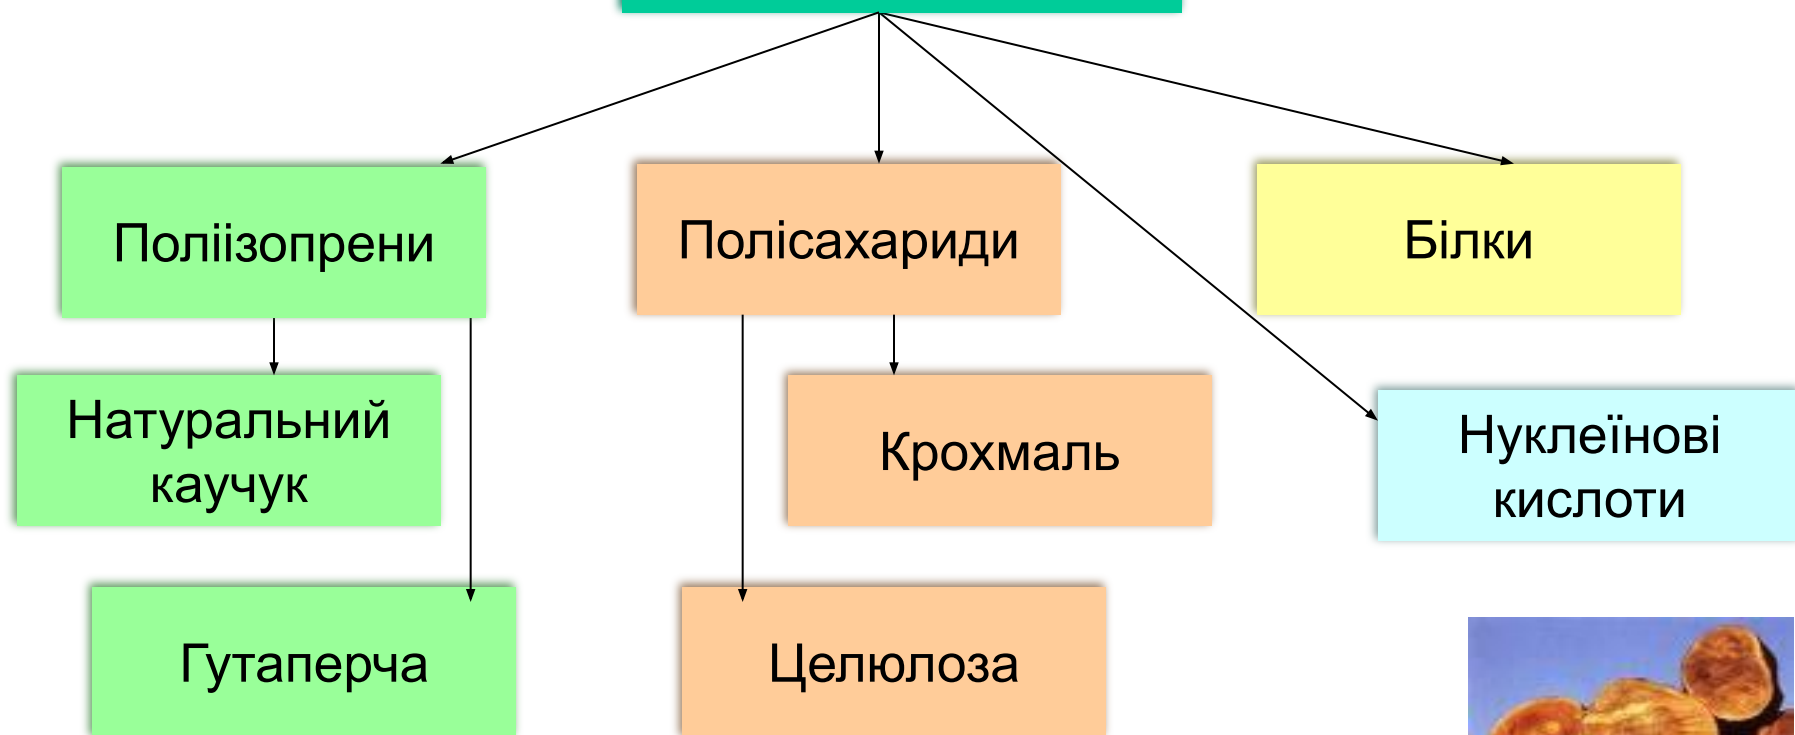 Поліізопрени
Полісахариди
Білки
Натуральний
каучук
Крохмаль
Нуклеїнові
кислоти
Гутаперча
Целюлоза